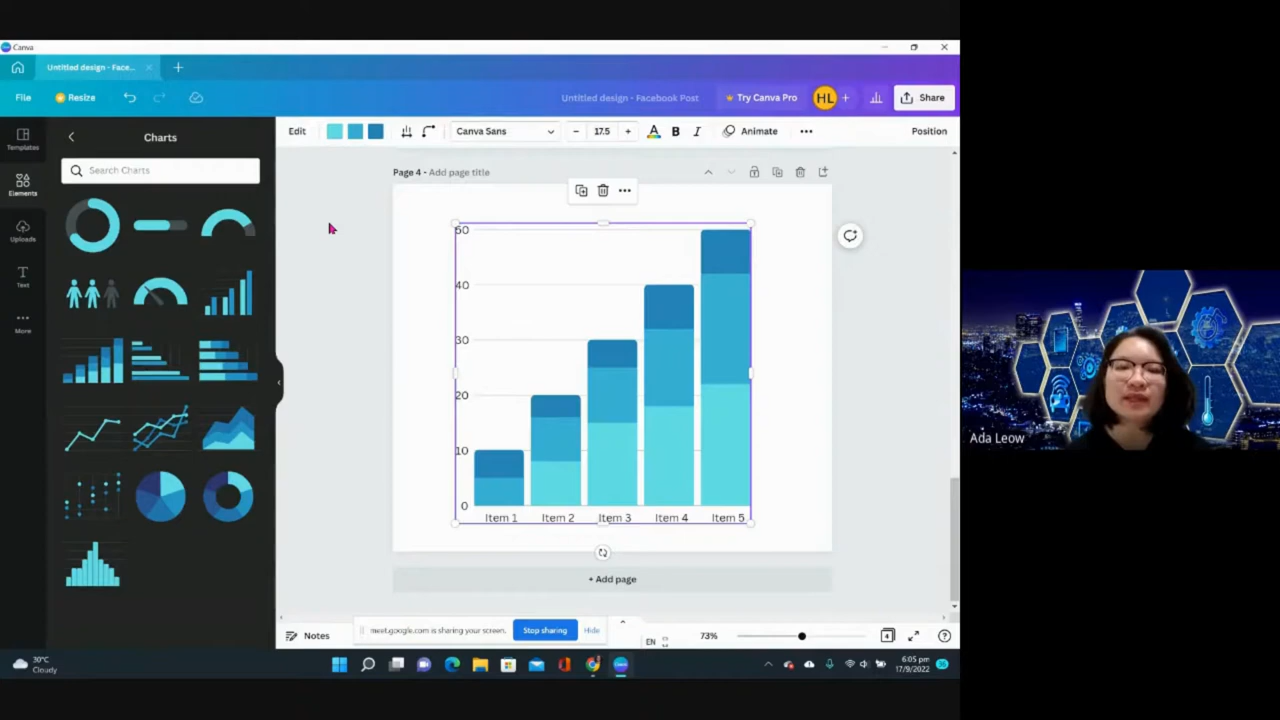 Canva
Untitled design - Face...
File
Resize
Untitled design - Facebook Post
Try Canva Pro
HL
Share
Templates
Elements
Uploads
Text
More
Charts
Search Charts
Edit
Canva Sans
17.5
A
B
I
Animate
Position
Page 4 - Add page title
50
40
30
20
10
0
Item 1
Item 2
Item 3
Item 4
Item 5
+ Add page
Notes
meet.google.com is sharing your screen.
Stop sharing
Hide
EN
73%
4
30°C
Cloudy
6:05 pm
17/9/2022
Ada Leow